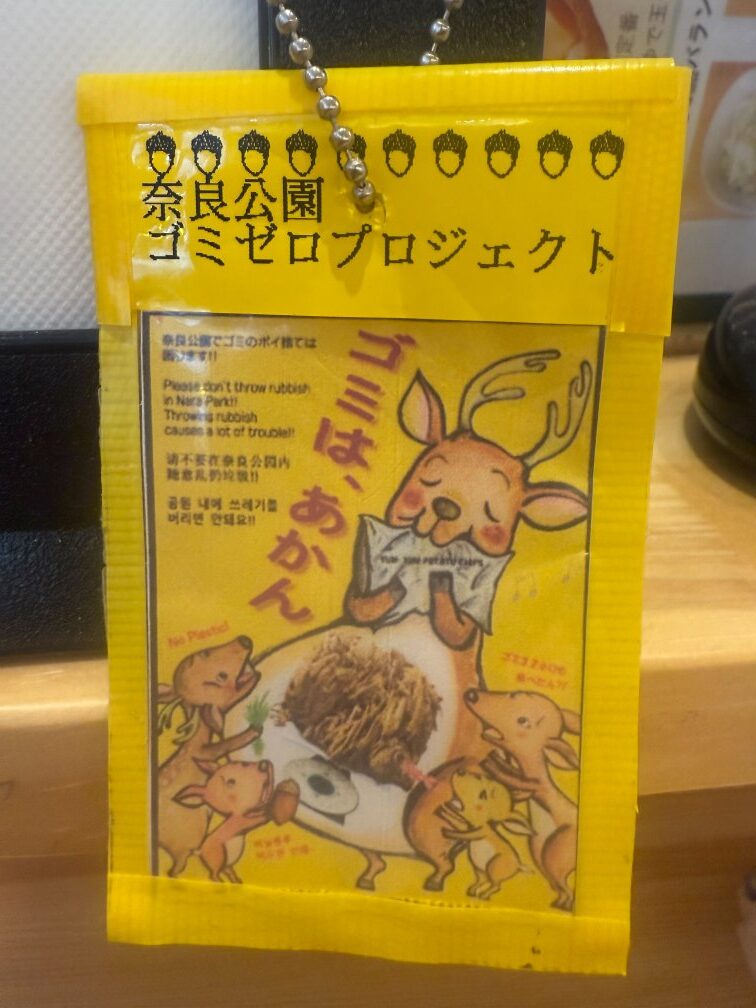 奈良公園
ゴミゼロプロジェクト
奈良公園でゴミのポイ捨ては
困ります!!
Please don't throw rubbish
in Nara Park!!
Throwing rubbish
causes a lot of trouble!!
请不要在奈良公园内
随意乱扔垃圾!!
공원 내에 쓰레기를
버리면 안돼요!!
ゴミは、あかん
YUM-YUM POTATO CHIPS
No Plastic!